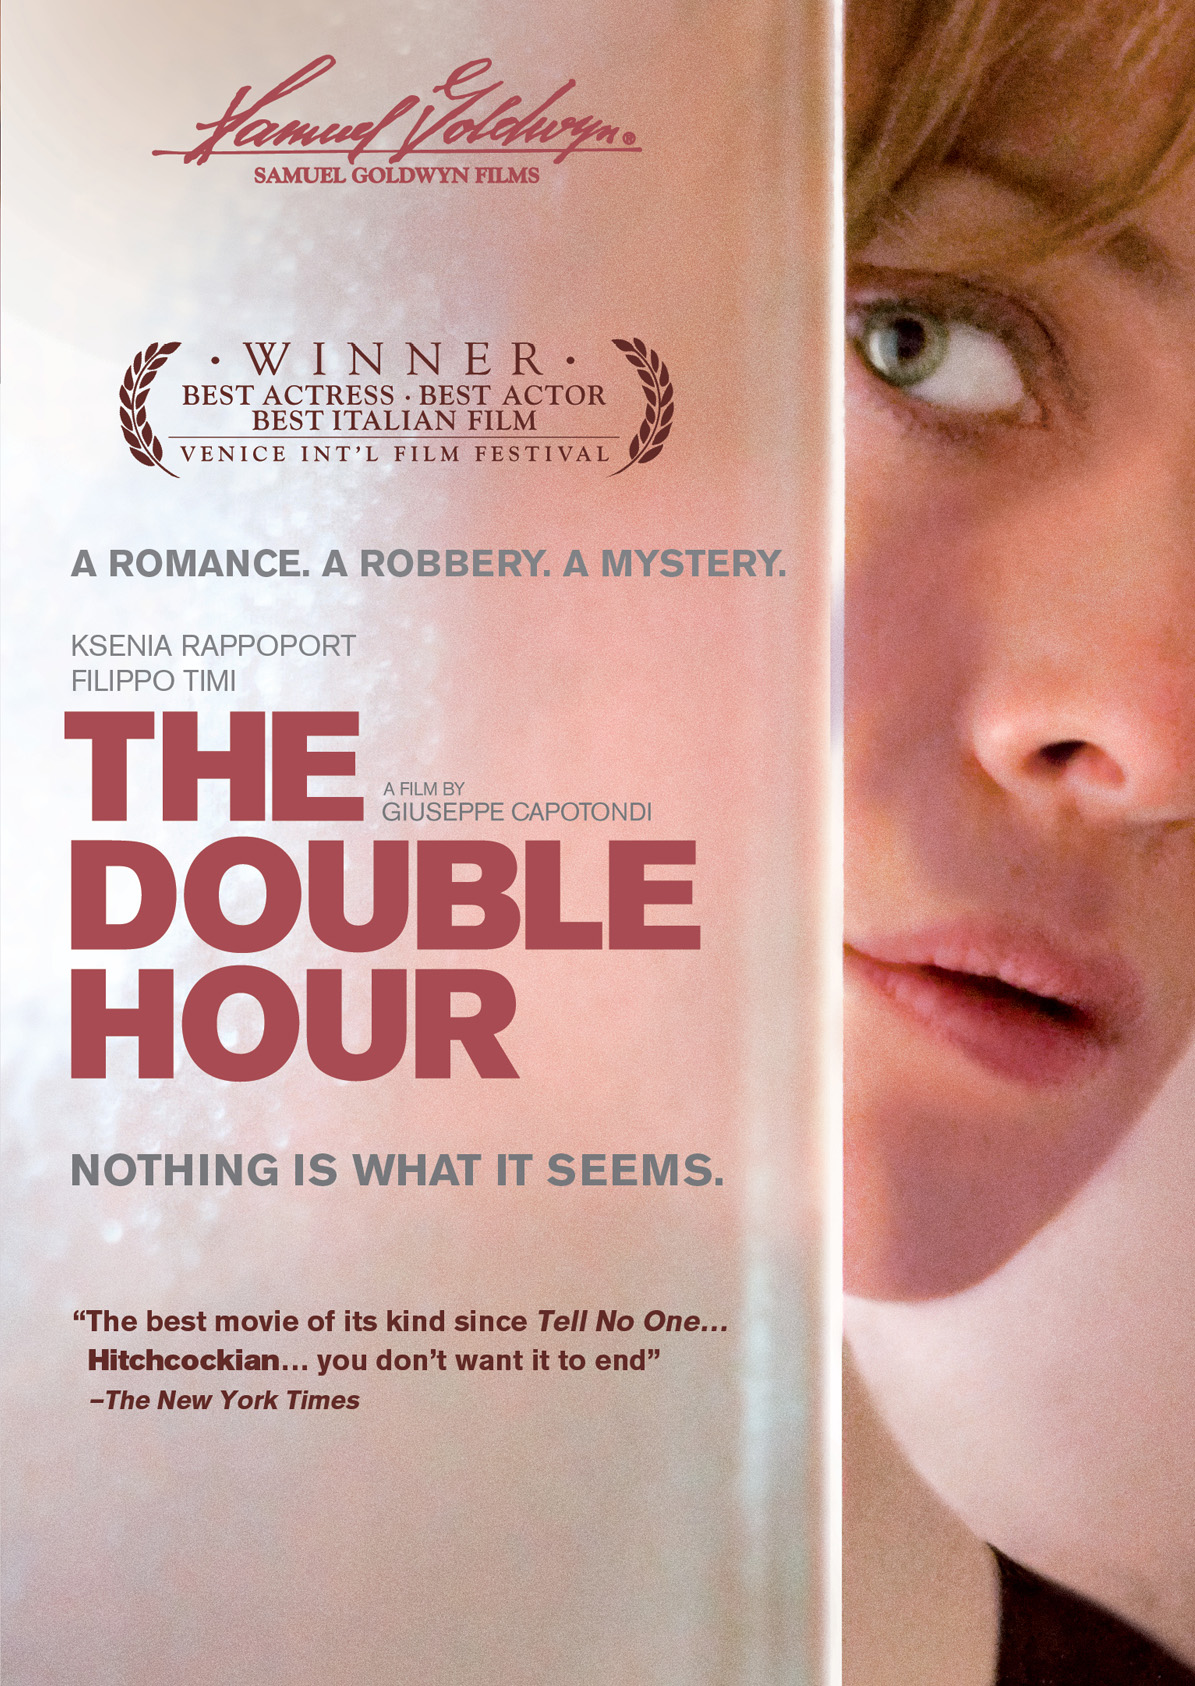 Samuel Goldwyn®
SAMUEL GOLDWYN FILMS
· WINNER ·
BEST ACTRESS · BEST ACTOR
BEST ITALIAN FILM
VENICE INT'L FILM FESTIVAL
A ROMANCE. A ROBBERY. A MYSTERY.
KSENIA RAPPOPORT
FILIPPO TIMI
THE
A FILM BY
GIUSEPPE CAPOTONDI
DOUBLE
HOUR
NOTHING IS WHAT IT SEEMS.
“The best movie of its kind since Tell No One...
Hitchcockian... you don’t want it to end”
–The New York Times